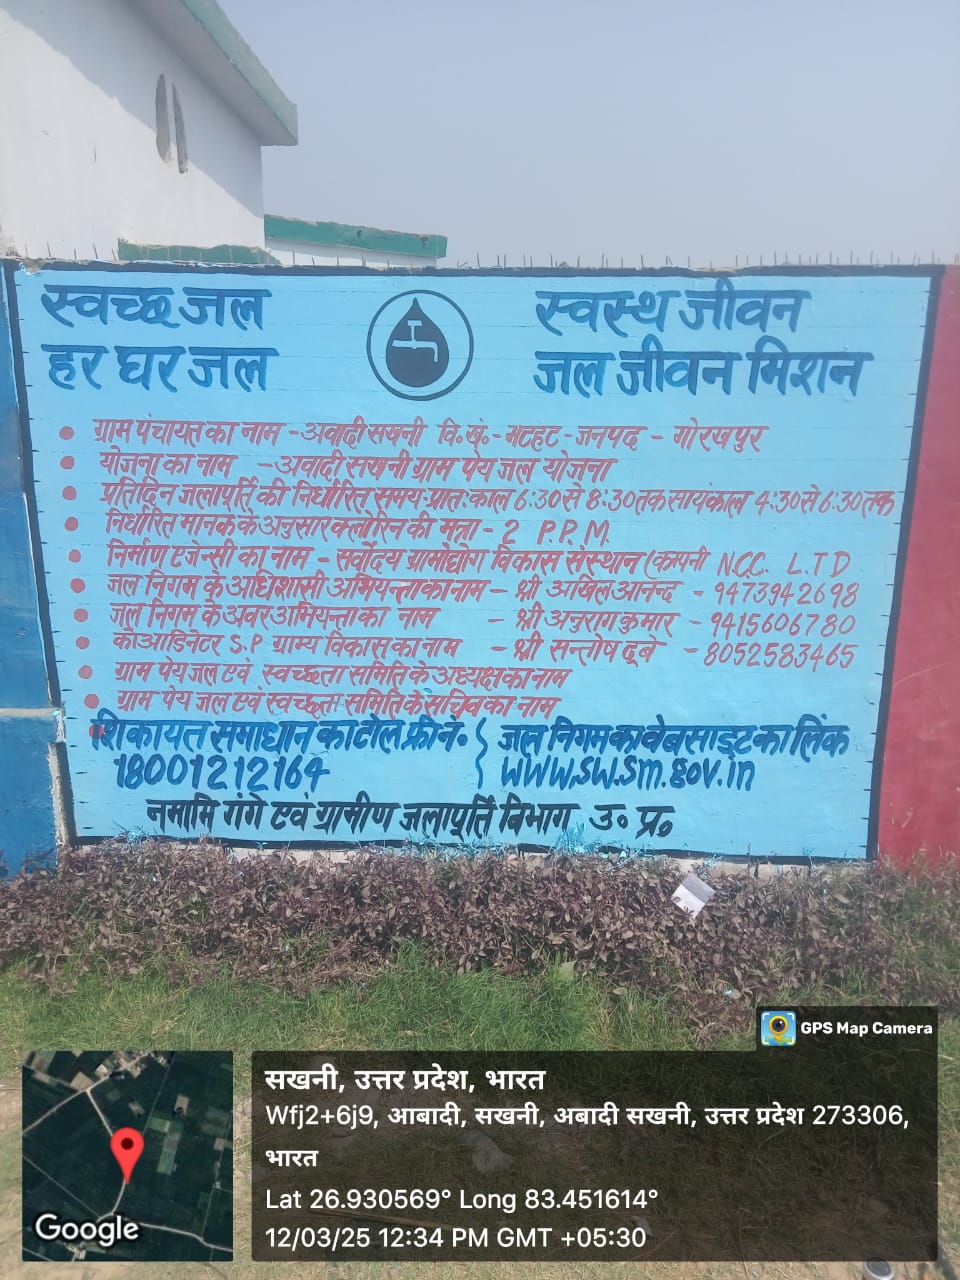 स्वच्छ जल
हर घर जल
स्वस्थ जीवन
जल जीवन मिशन
ग्राम पंचायत का नाम - अवादी सखनी वि॰ खं॰ - भटहट - जनपद - गोरखपुर
योजना का नाम - अवादी सखनी ग्राम पेय जल योजना
प्रतिदिन जलापूर्ति की निर्धारित समय-प्रातःकाल 6:30 से 8:30 तक सायंकाल 4:30 से 6:30 तक
निर्धारित मानक के अनुसार क्लोरिन की मत्रा - 2 P.P.M.
निर्माण एजेन्सी का नाम - सर्वोदय ग्रामोद्योग विकास संस्थान (कम्पनी NCC. L.T D
जल निगम के अधिशासी अभियन्ता का नाम - श्री अखिल आनन्द - 9473942698
जल निगम के अवर अभियन्ता का नाम - श्री अनुराग कुमार - 9415606780
कोआडिनेटर S.P ग्राम्य विकास का नाम - श्री सन्तोष दूबे - 8052583465
ग्राम पेय जल एवं स्वच्छता समिति के अध्यक्ष का नाम
ग्राम पेय जल एवं स्वच्छता समिति के सचिव का नाम
शिकायत समाधान का टोल फ्री नं॰
18001212164
जल निगम का वेबसाइट का लिंक
WWW.SW.Sm.gov.in
नमामि गंगे एवं ग्रामीण जलापूर्ति विभाग उ॰ प्र॰
GPS Map Camera
सखनी, उत्तर प्रदेश, भारत
Wfj2+6j9, आबादी, सखनी, अबादी सखनी, उत्तर प्रदेश 273306,
भारत
Lat 26.930569° Long 83.451614°
12/03/25 12:34 PM GMT +05:30
Google